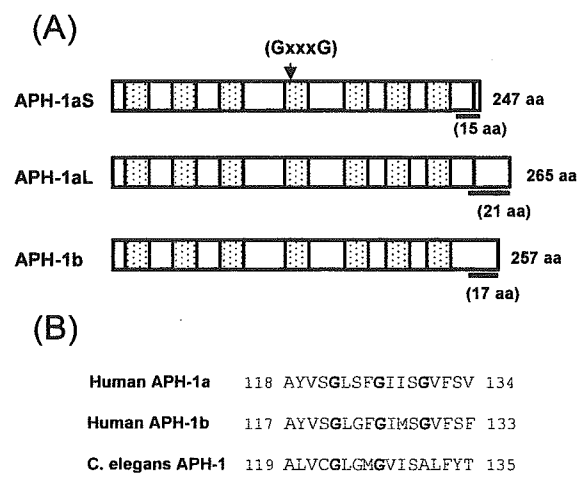 (A)
(GxxxG)
APH-1aS 247 aa
(15 aa)
APH-1aL 265 aa
(21 aa)
APH-1b 257 aa
(17 aa)
(B)
Human APH-1a 118 AYVSGLSFGIISGVFSV 134
Human APH-1b 117 AYVSGLGFGIMSGVFSF 133
C. elegans APH-1 119 ALVCGLGMGVISALFYT 135